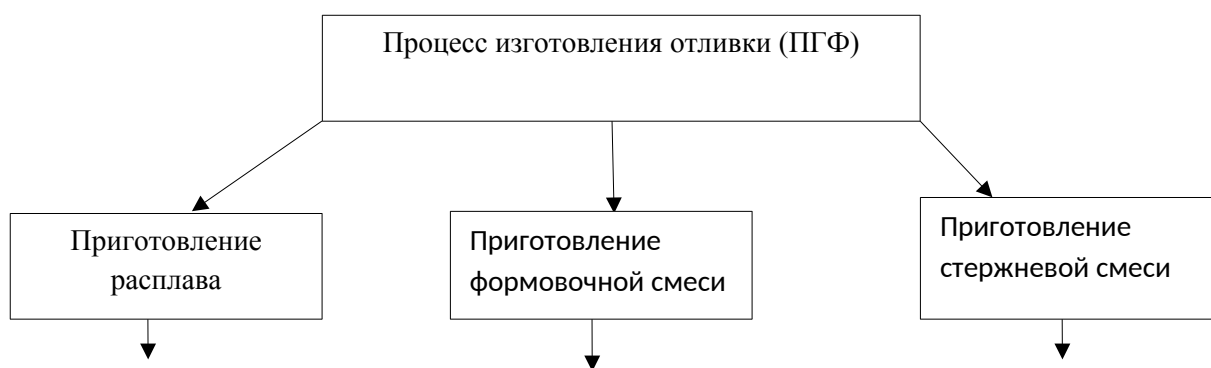 Процесс изготовления отливки (ПГФ)
Приготовление
расплава
Приготовление
формовочной смеси
Приготовление
стержневой смеси